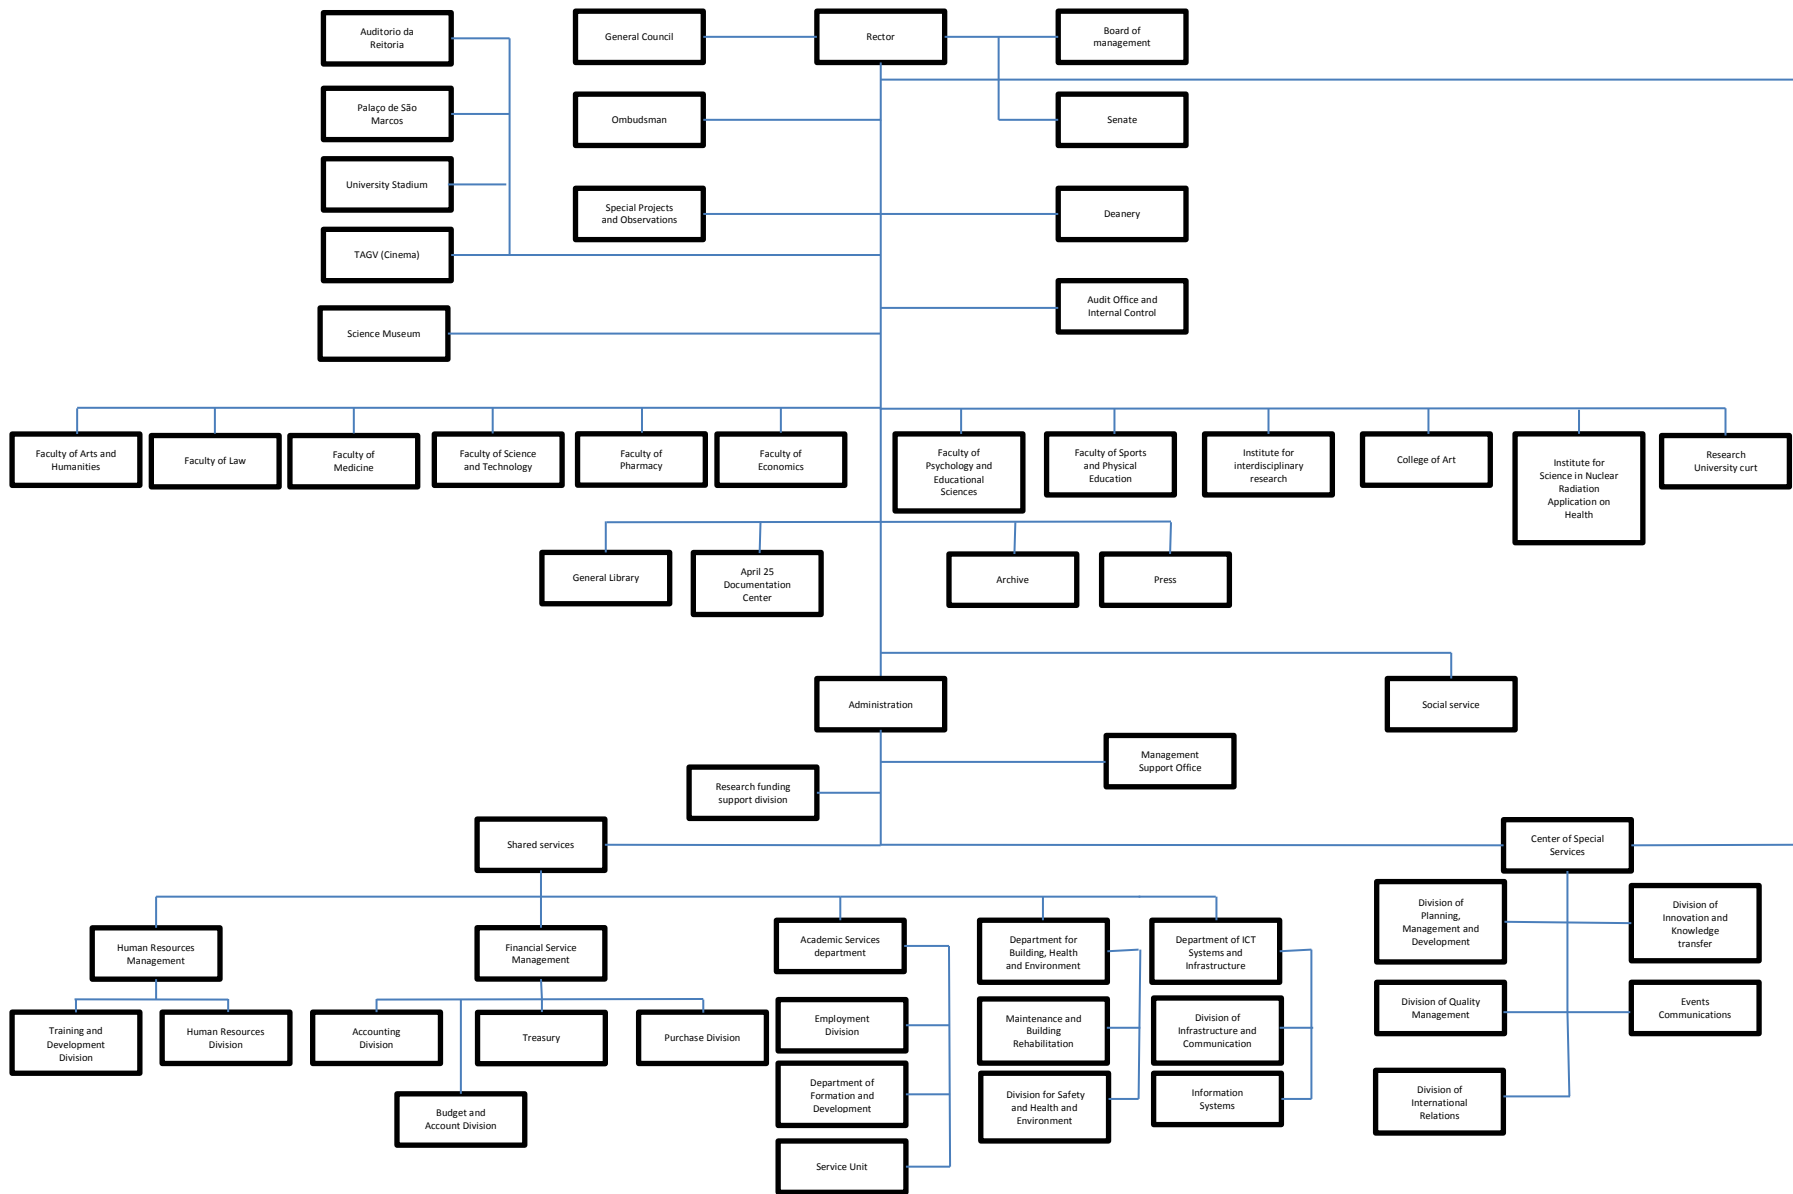 Auditorio da
Reitoria
General Council
Rector
Board of
management
Palaço de São
Marcos
Ombudsman
Senate
University Stadium
Special Projects
and Observations
Deanery
TAGV (Cinema)
Audit Office and
Internal Control
Science Museum
Faculty of Arts and
Humanities
Faculty of Law
Faculty of
Medicine
Faculty of Science
and Technology
Faculty of
Pharmacy
Faculty of
Economics
Faculty of
Psychology and
Educational
Sciences
Faculty of Sports
and Physical
Education
Institute for
interdisciplinary
research
College of Art
Institute for
Science in Nuclear
Radiation
Application on
Health
Research
University curt
General Library
April 25
Documentation
Center
Archive
Press
Administration
Social service
Management
Support Office
Research funding
support division
Shared services
Center of Special
Services
Human Resources
Management
Financial Service
Management
Academic Services
department
Department for
Building, Health
and Environment
Department of ICT
Systems and
Infrastructure
Division of
Planning,
Management and
Development
Division of
Innovation and
Knowledge
transfer
Training and
Development
Division
Human Resources
Division
Accounting
Division
Treasury
Purchase Division
Employment
Division
Maintenance and
Building
Rehabilitation
Division of
Infrastructure and
Communication
Division of Quality
Management
Events
Communications
Budget and
Account Division
Department of
Formation and
Development
Division for Safety
and Health and
Environment
Information
Systems
Division of
International
Relations
Service Unit